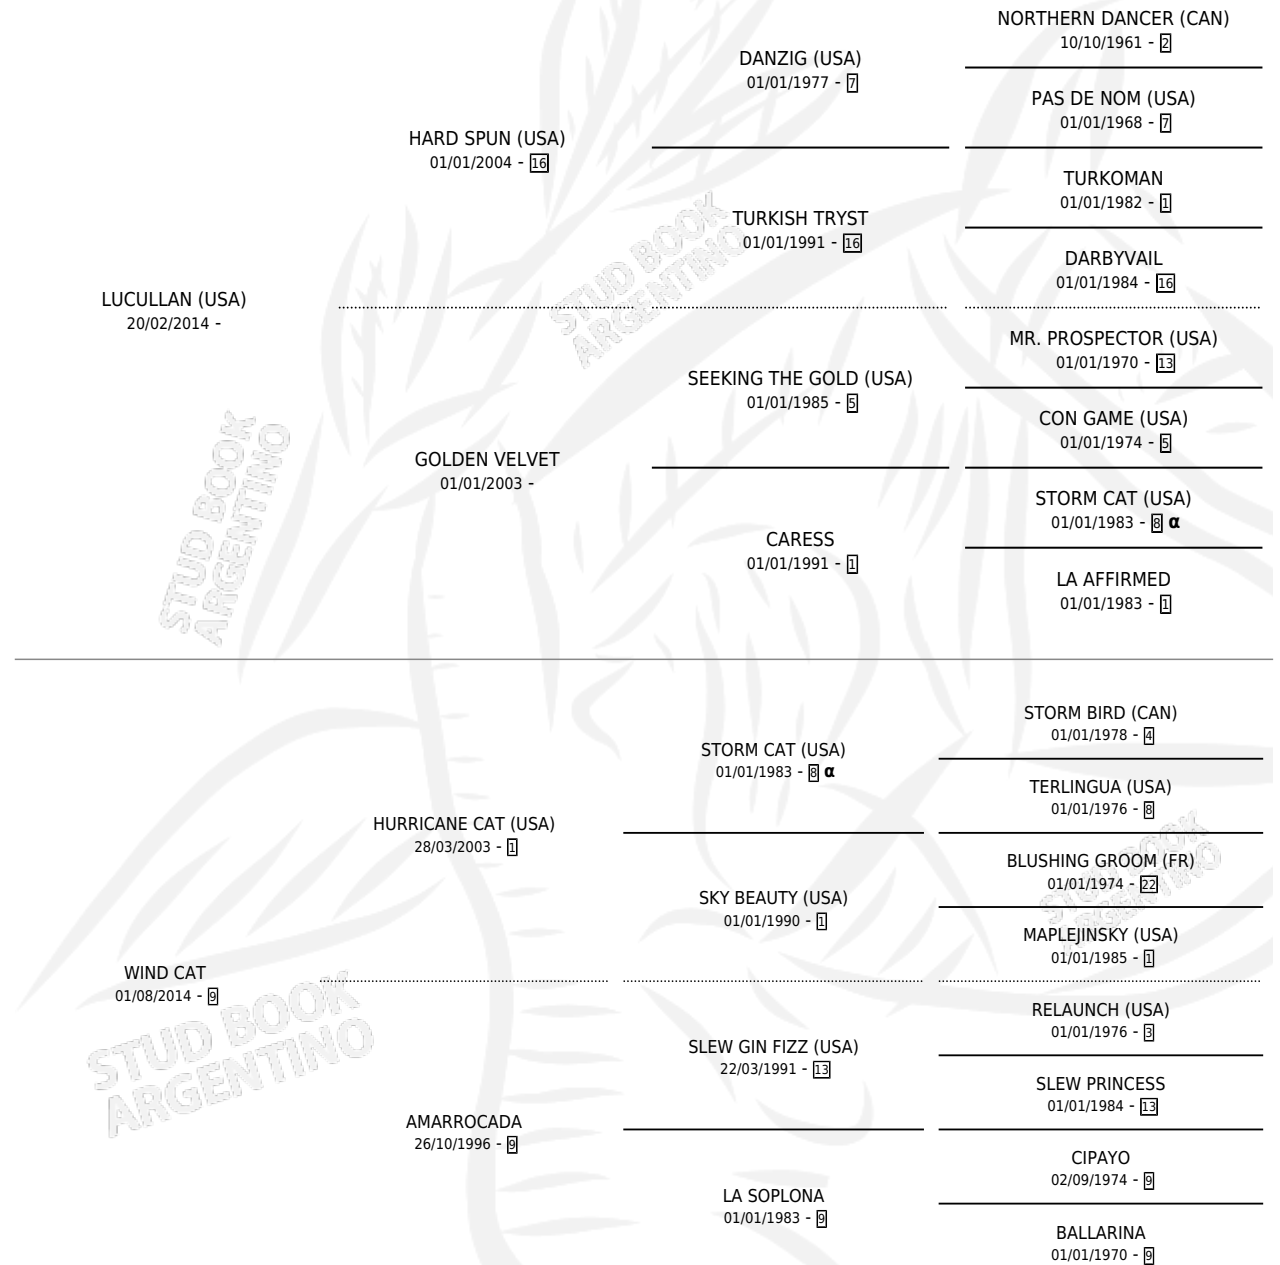 NORTHERN DANCER (CAN)
10/10/1961 - 2
DANZIG (USA)
01/01/1977 - 7
PAS DE NOM (USA)
01/01/1968 - 7
HARD SPUN (USA)
01/01/2004 - 16
TURKOMAN
01/01/1982 - 1
TURKISH TRYST
01/01/1991 - 16
DARBYVAIL
01/01/1984 - 16
LUCULLAN (USA)
20/02/2014 -
MR. PROSPECTOR (USA)
01/01/1970 - 13
SEEKING THE GOLD (USA)
01/01/1985 - 5
CON GAME (USA)
01/01/1974 - 5
GOLDEN VELVET
01/01/2003 -
STORM CAT (USA)
01/01/1983 - 8 α
CARESS
01/01/1991 - 1
LA AFFIRMED
01/01/1983 - 1
STORM BIRD (CAN)
01/01/1978 - 4
STORM CAT (USA)
01/01/1983 - 8 α
TERLINGUA (USA)
01/01/1976 - 8
HURRICANE CAT (USA)
28/03/2003 - 1
BLUSHING GROOM (FR)
01/01/1974 - 22
SKY BEAUTY (USA)
01/01/1990 - 1
MAPLEJINSKY (USA)
01/01/1985 - 1
WIND CAT
01/08/2014 - 9
RELAUNCH (USA)
01/01/1976 - 3
SLEW GIN FIZZ (USA)
22/03/1991 - 13
SLEW PRINCESS
01/01/1984 - 13
AMARROCADA
26/10/1996 - 9
CIPAYO
02/09/1974 - 9
LA SOPLONA
01/01/1983 - 9
BALLARINA
01/01/1970 - 9
STUD BOOK
ARGENTINO
STUD BOOK
ARGENTINO
STUD BOOK
ARGENTINO
STUD BOOK
ARGENTINO